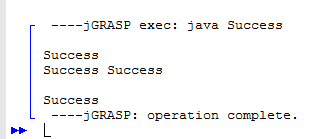 ----jGRASP exec: java Success
Success
Success Success
Success
----jGRASP: operation complete.